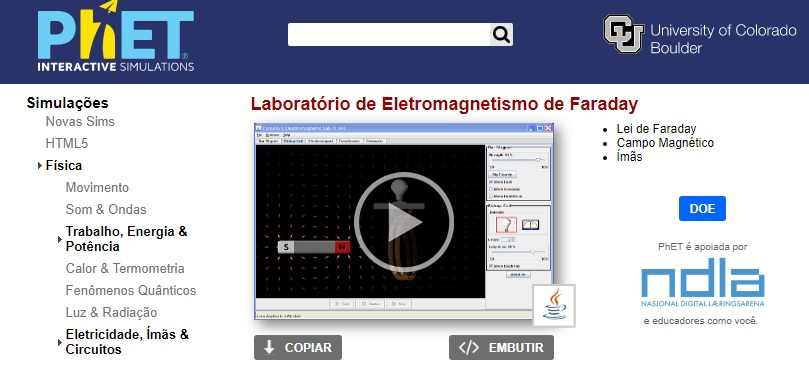 PhET
INTERACTIVE SIMULATIONS
University of Colorado
Boulder
Simulações
Novas Sims
HTML5
Física
Movimento
Som & Ondas
Trabalho, Energia &
Potência
Calor & Termometria
Fenômenos Quânticos
Luz & Radiação
Eletricidade, Ímãs &
Circuitos
Laboratório de Eletromagnetismo de Faraday
S
N
Java
COPIAR
</> EMBUTIR
Lei de Faraday
Campo Magnético
Ímãs
DOE
PhET é apoiada por
ndla
NASJONAL DIGITAL LÆRINGSARENA
e educadores como você.